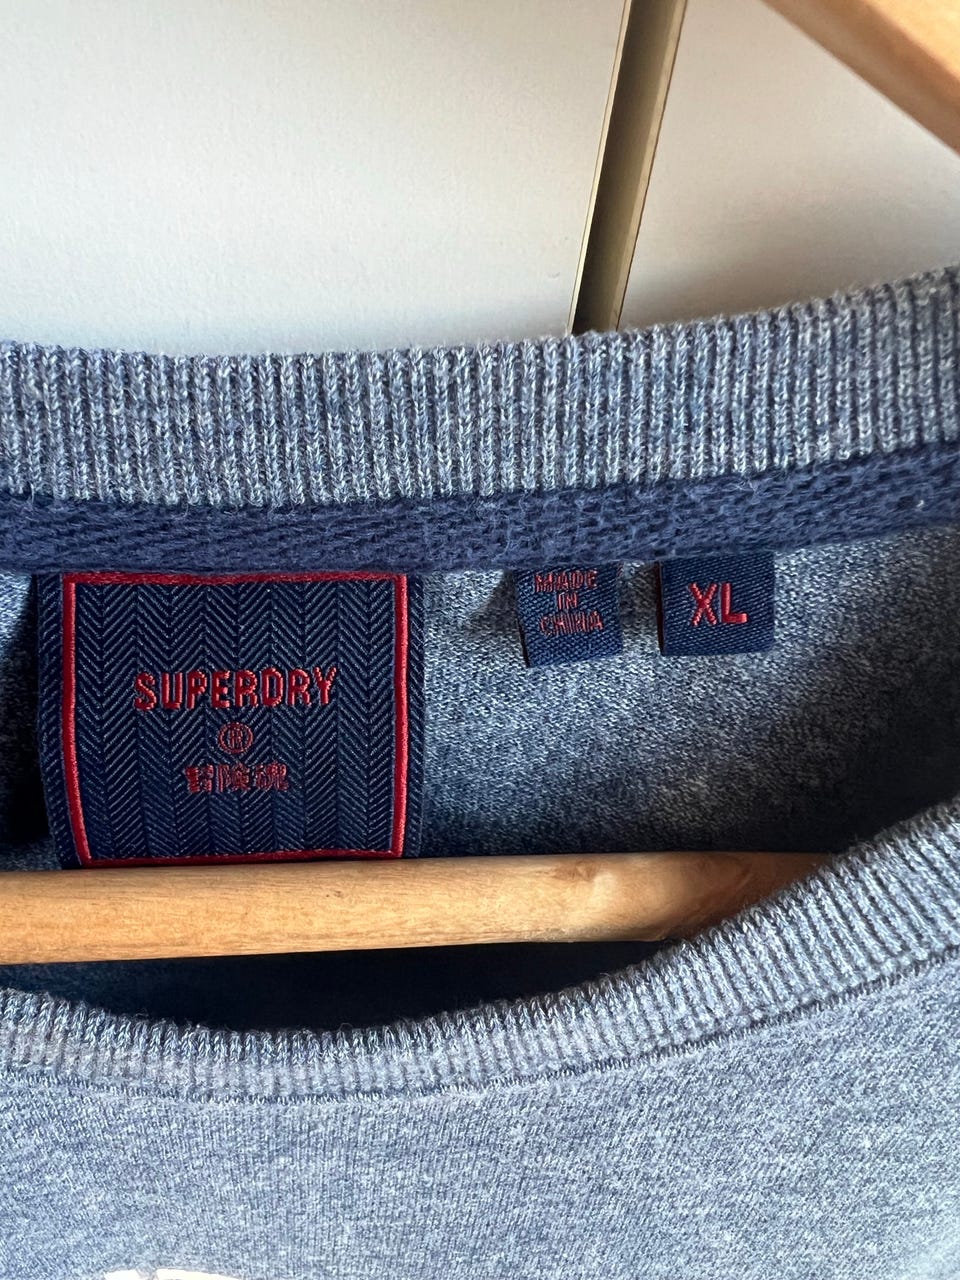 SUPERDRY
®
MADE
IN
CHINA
XL